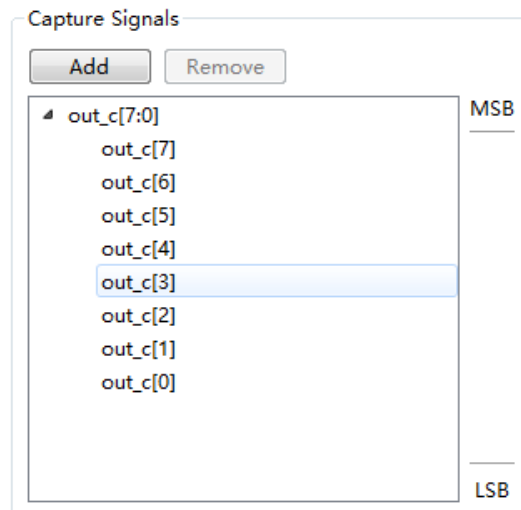 Capture Signals
Add Remove
out_c[7:0] MSB
out_c[7]
out_c[6]
out_c[5]
out_c[4]
out_c[3]
out_c[2]
out_c[1]
out_c[0]
LSB